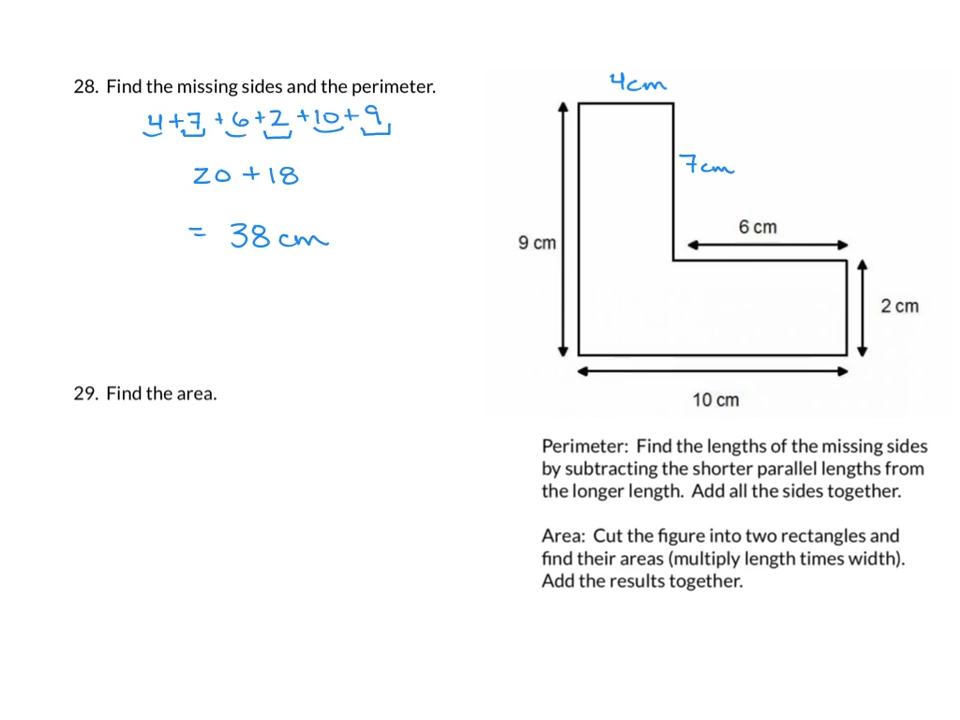 28. Find the missing sides and the perimeter.
4+7+6+2+10+9
20+18
= 38 cm
4cm
7cm
6 cm
9 cm
2 cm
10 cm
29. Find the area.
Perimeter: Find the lengths of the missing sides
by subtracting the shorter parallel lengths from
the longer length. Add all the sides together.
Area: Cut the figure into two rectangles and
find their areas (multiply length times width).
Add the results together.